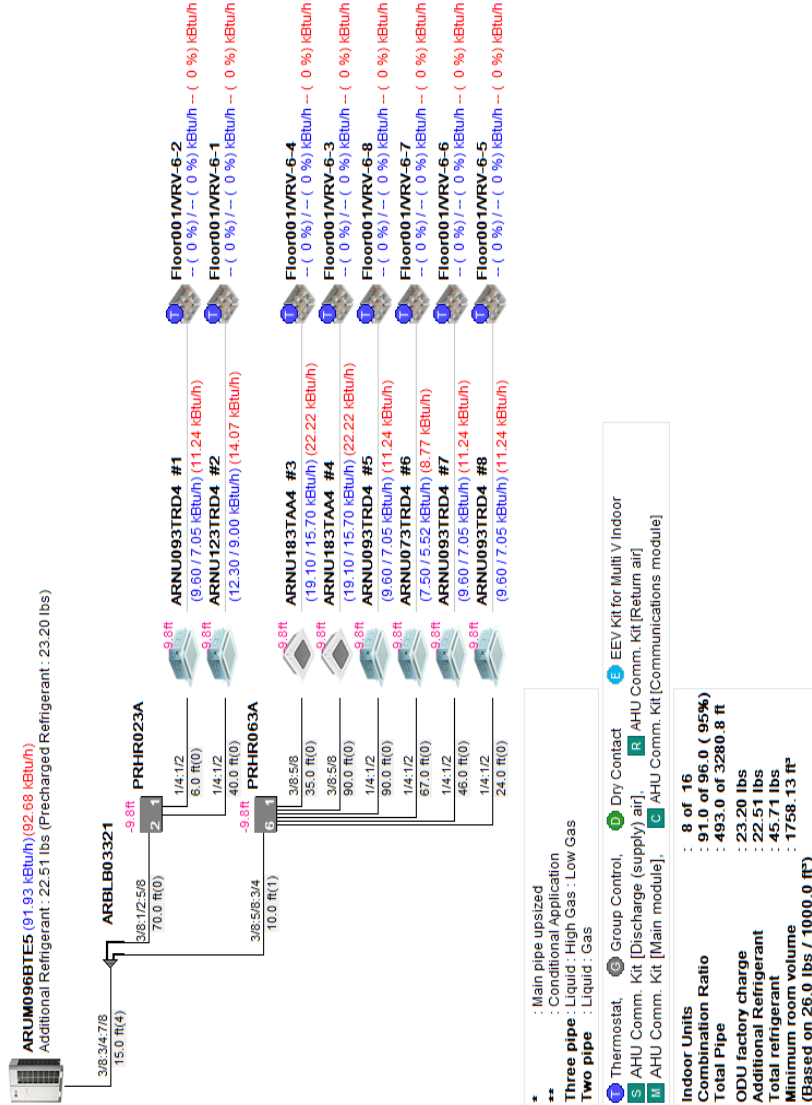 ARUM096BTE5 (91.93 kBtu/h)(92.68 kBtu/h)
Additional Refrigerant : 22.51 lbs (Precharged Refrigerant : 23.20 lbs)
3/8:3/4:7/8
15.0 ft(4)
ARBLB03321
3/8:1/2:5/8
70.0 ft(0)
-9.8ft
PRHR023A
2 1
1/4:1/2
6.0 ft(0)
-9.8ft
ARNU093TRD4 #1
(9.60 / 7.05 kBtu/h) (11.24 kBtu/h)
T
Floor001/VRV-6-2
-- ( 0 %) / -- ( 0 %) kBtu/h -- ( 0 %) kBtu/h
1/4:1/2
40.0 ft(0)
-9.8ft
ARNU123TRD4 #2
(12.30 / 9.00 kBtu/h) (14.07 kBtu/h)
T
Floor001/VRV-6-1
-- ( 0 %) / -- ( 0 %) kBtu/h -- ( 0 %) kBtu/h
3/8:5/8:3/4
10.0 ft(1)
-9.8ft
PRHR063A
6 1
3/8:5/8
35.0 ft(0)
-9.8ft
ARNU183TAA4 #3
(19.10 / 15.70 kBtu/h) (22.22 kBtu/h)
T
Floor001/VRV-6-4
-- ( 0 %) / -- ( 0 %) kBtu/h -- ( 0 %) kBtu/h
3/8:5/8
90.0 ft(0)
-9.8ft
ARNU183TAA4 #4
(19.10 / 15.70 kBtu/h) (22.22 kBtu/h)
T
Floor001/VRV-6-3
-- ( 0 %) / -- ( 0 %) kBtu/h -- ( 0 %) kBtu/h
1/4:1/2
90.0 ft(0)
-9.8ft
ARNU093TRD4 #5
(9.60 / 7.05 kBtu/h) (11.24 kBtu/h)
T
Floor001/VRV-6-8
-- ( 0 %) / -- ( 0 %) kBtu/h -- ( 0 %) kBtu/h
1/4:1/2
67.0 ft(0)
-9.8ft
ARNU073TRD4 #6
(7.50 / 5.52 kBtu/h) (8.77 kBtu/h)
T
Floor001/VRV-6-7
-- ( 0 %) / -- ( 0 %) kBtu/h -- ( 0 %) kBtu/h
1/4:1/2
46.0 ft(0)
-9.8ft
ARNU093TRD4 #7
(9.60 / 7.05 kBtu/h) (11.24 kBtu/h)
T
Floor001/VRV-6-6
-- ( 0 %) / -- ( 0 %) kBtu/h -- ( 0 %) kBtu/h
1/4:1/2
24.0 ft(0)
-9.8ft
ARNU093TRD4 #8
(9.60 / 7.05 kBtu/h) (11.24 kBtu/h)
T
Floor001/VRV-6-5
-- ( 0 %) / -- ( 0 %) kBtu/h -- ( 0 %) kBtu/h
* : Main pipe upsized
** : Conditional Application
Three pipe : Liquid : High Gas : Low Gas
Two pipe : Liquid : Gas
T Thermostat, G Group Control, D Dry Contact E EEV Kit for Multi V Indoor
S AHU Comm. Kit [Discharge (supply) air], R AHU Comm. Kit [Return air]
M AHU Comm. Kit [Main module], C AHU Comm. Kit [Communications module]
Indoor Units : 8 of 16
Combination Ratio : 91.0 of 96.0 ( 95%)
Total Pipe : 493.0 of 3280.8 ft
ODU factory charge : 23.20 lbs
Additional Refrigerant : 22.51 lbs
Total refrigerant : 45.71 lbs
Minimum room volume : 1758.13 ft³
(Based on 26.0 lbs / 1000.0 ft³)